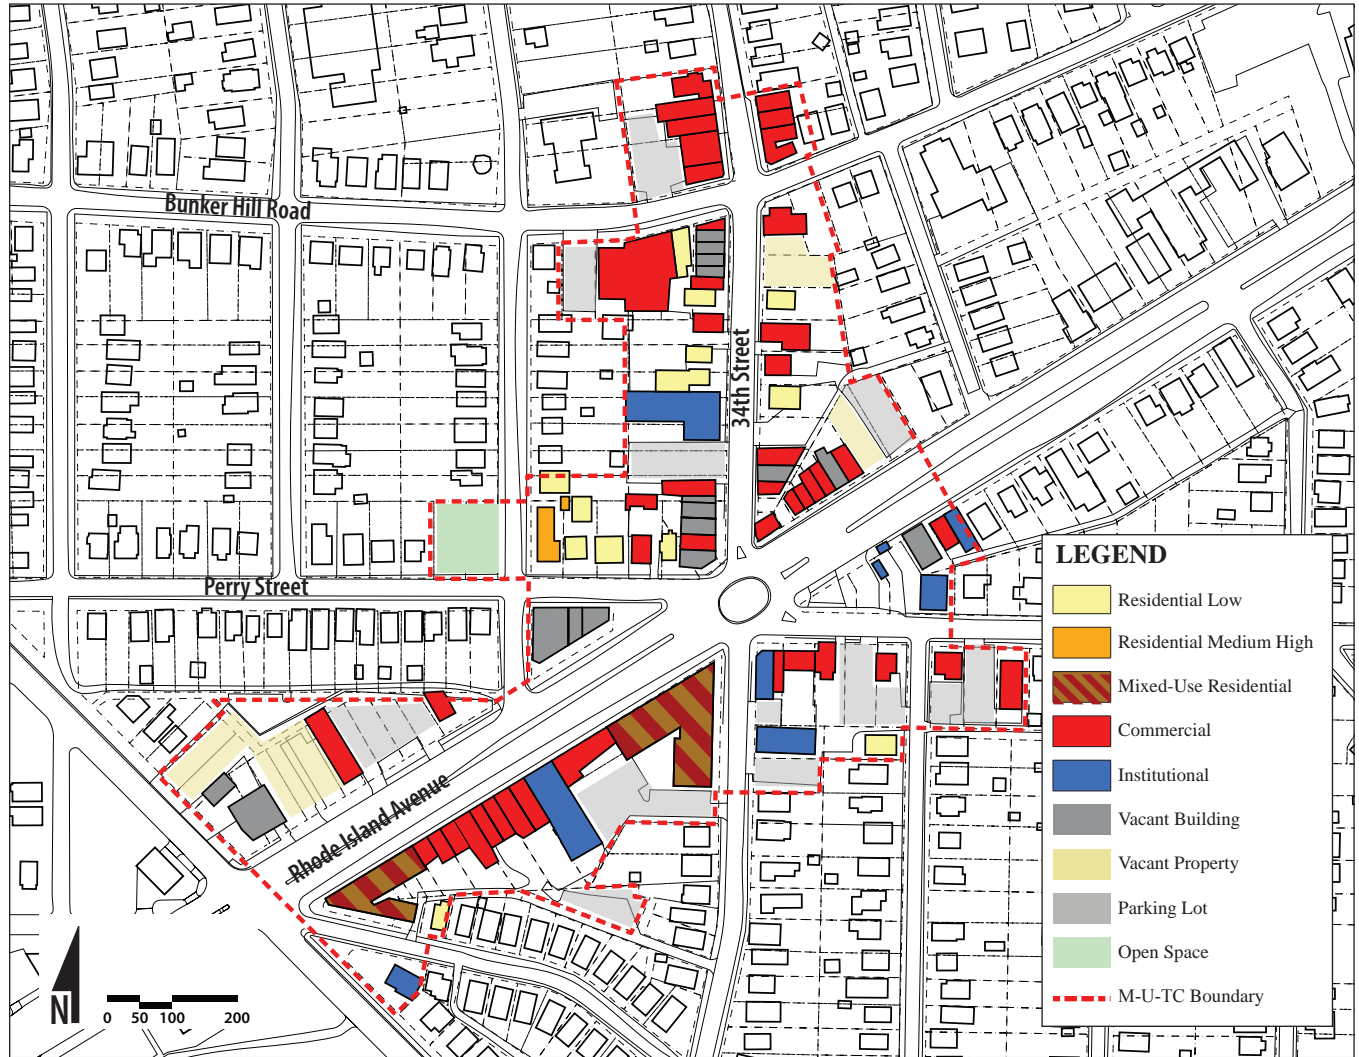 Bunker Hill Road
34th Street
Perry Street
Rhode Island Avenue
LEGEND
Residential Low
Residential Medium High
Mixed-Use Residential
Commercial
Institutional
Vacant Building
Vacant Property
Parking Lot
Open Space
M-U-TC Boundary
N
0 50 100 200